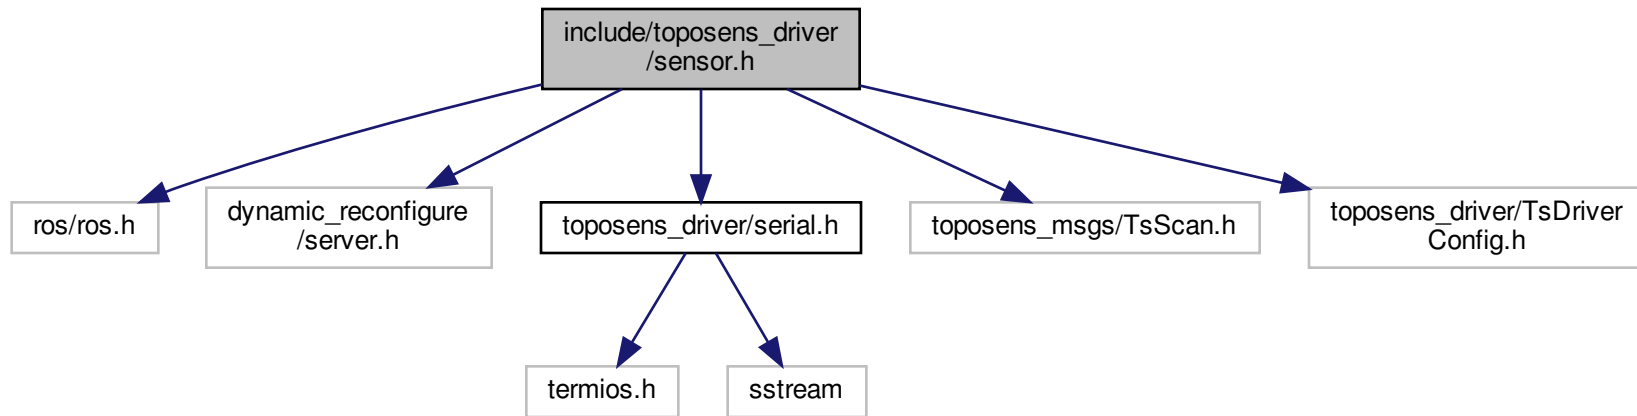 include/toposens_driver
/sensor.h
ros/ros.h
dynamic_reconfigure
/server.h
toposens_driver/serial.h
toposens_msgs/TsScan.h
toposens_driver/TsDriver
Config.h
termios.h
sstream